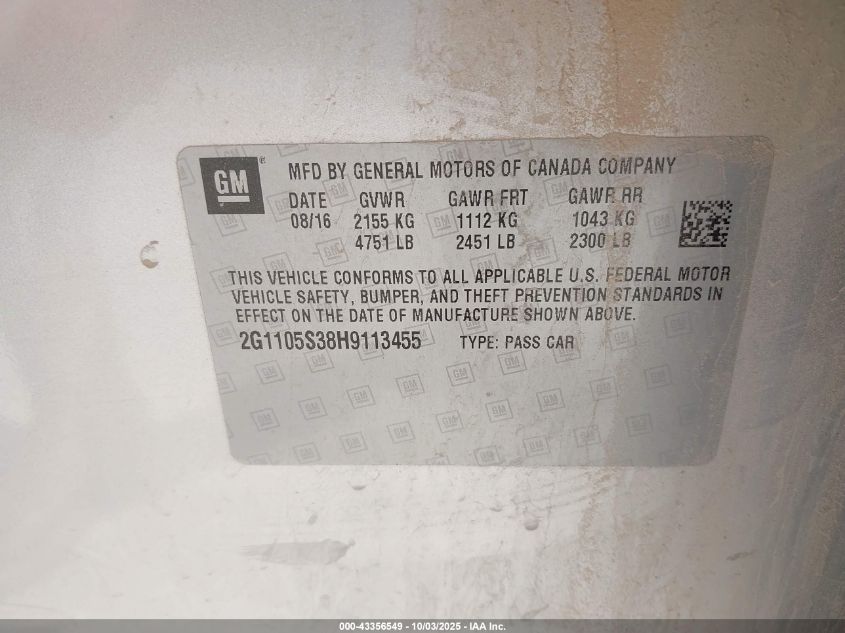 GM ® MFD BY GENERAL MOTORS OF CANADA COMPANY
DATE GVWR GAWR FRT GAWR RR
08/16 2155 KG 1112 KG 1043 KG
4751 LB 2451 LB 2300 LB
THIS VEHICLE CONFORMS TO ALL APPLICABLE U.S. FEDERAL MOTOR
VEHICLE SAFETY, BUMPER, AND THEFT PREVENTION STANDARDS IN
EFFECT ON THE DATE OF MANUFACTURE SHOWN ABOVE.
2G1105S38H9113455 TYPE: PASS CAR
000-43356549 - 10/03/2025 - IAA Inc.